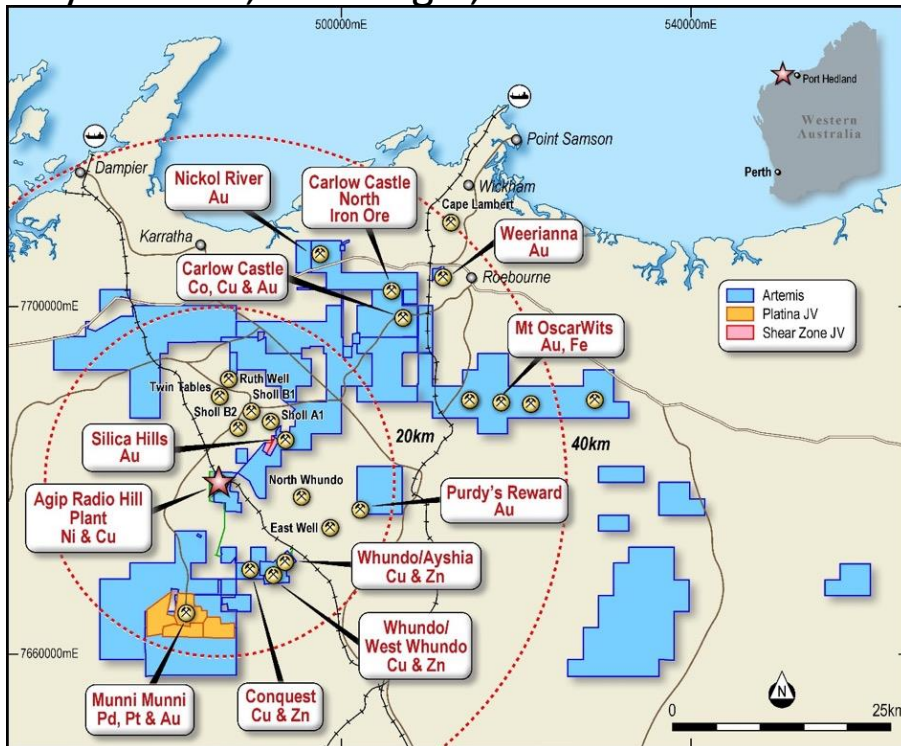 500000mE
540000mE
Port Hedland
Western
Australia
Perth
Point Samson
Dampier
Wickham
Cape Lambert
Nickol River
Au
Carlow Castle
North
Iron Ore
Weerianna
Au
Karratha
Roebourne
Carlow Castle
Co, Cu & Au
7700000mE
Artemis
Platina JV
Shear Zone JV
Mt OscarWits
Au, Fe
Ruth Well
Twin Tables
Sholl B1
Sholl B2
Sholl A1
Silica Hills
Au
20km
40km
Agip Radio Hill
Plant
Ni & Cu
North Whundo
Purdy's Reward
Au
East Well
Whundo/Ayshia
Cu & Zn
Whundo/
West Whundo
Cu & Zn
7660000mE
Munni Munni
Pd, Pt & Au
Conquest
Cu & Zn
N
0
25km